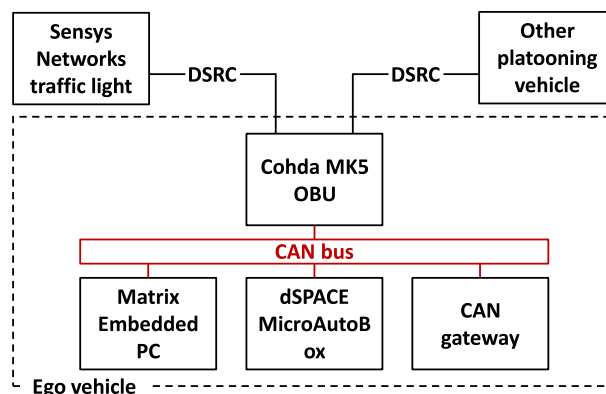 Sensys
Networks
traffic light
DSRC
DSRC
Other
platooning
vehicle
Cohda MK5
OBU
CAN bus
Matrix
Embedded
PC
dSPACE
MicroAutoB
ox
CAN
gateway
Ego vehicle